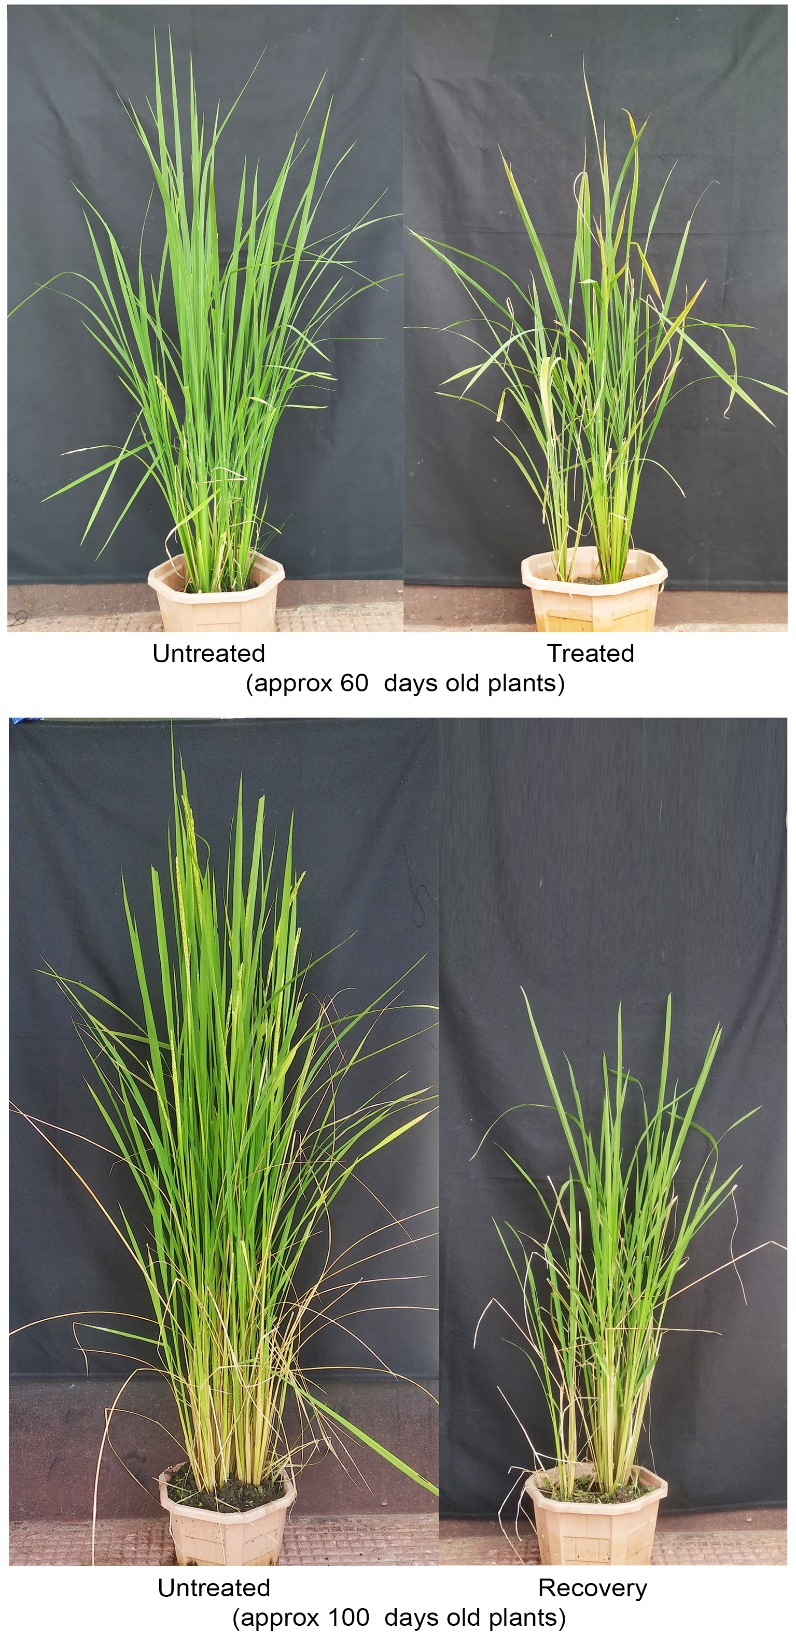 Untreated
Treated
(approx 60  days old plants)
Untreated
Recovery
(approx 100  days old plants)